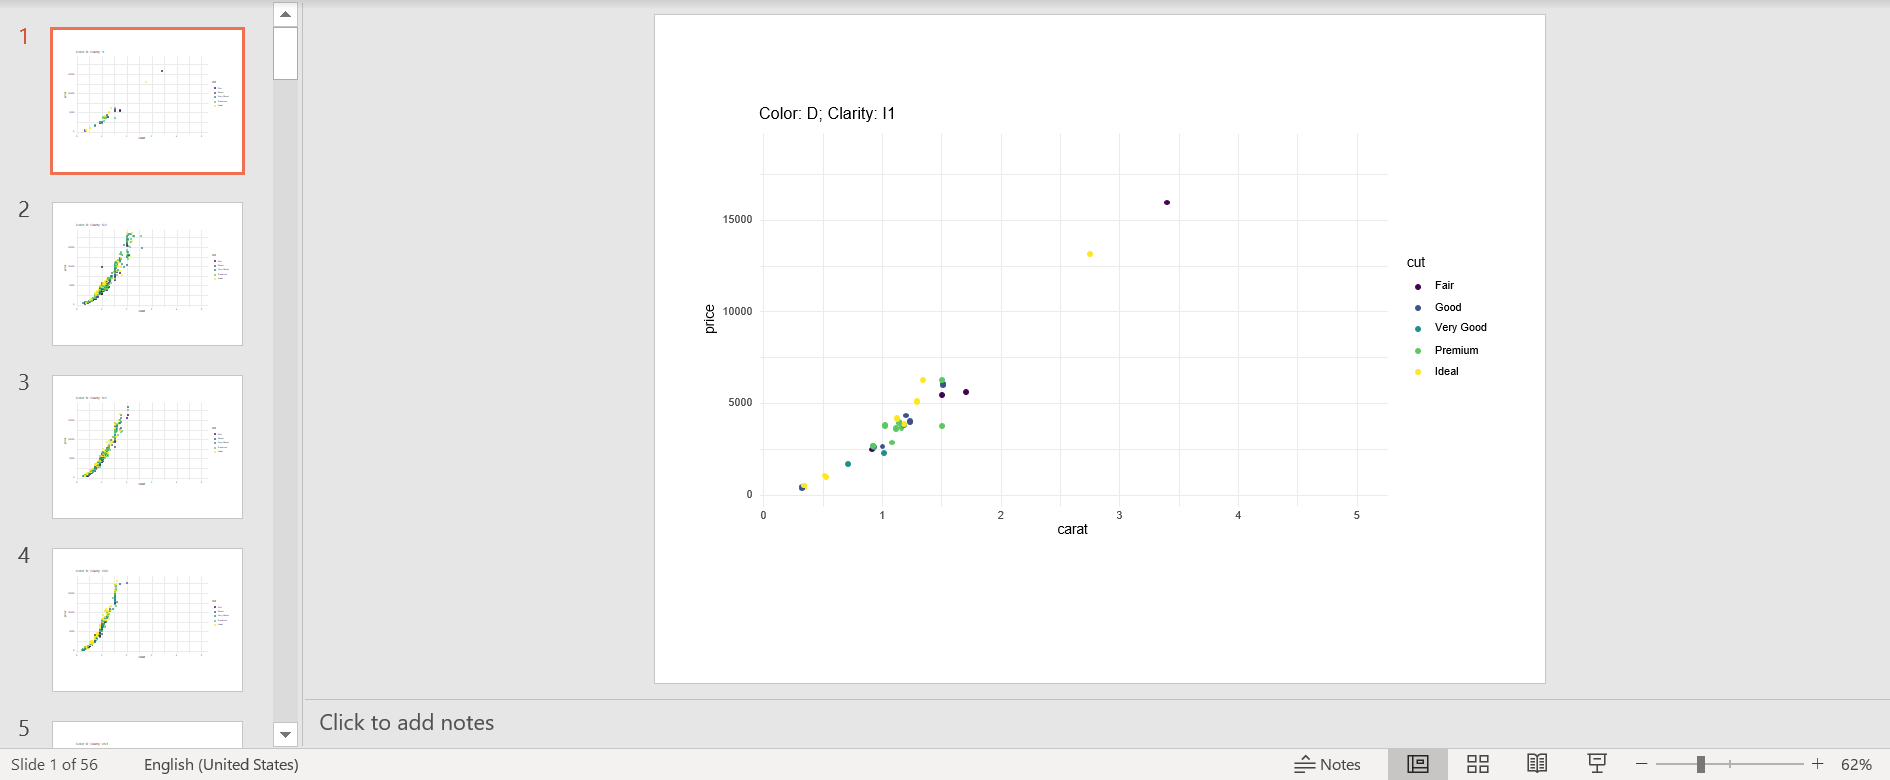 1
2
3
4
5
Color: D; Clarity: I1
15000
10000
5000
0
price
0 1 2 3 4 5
carat
cut
Fair
Good
Very Good
Premium
Ideal
Click to add notes
Slide 1 of 56 English (United States) Notes 62%